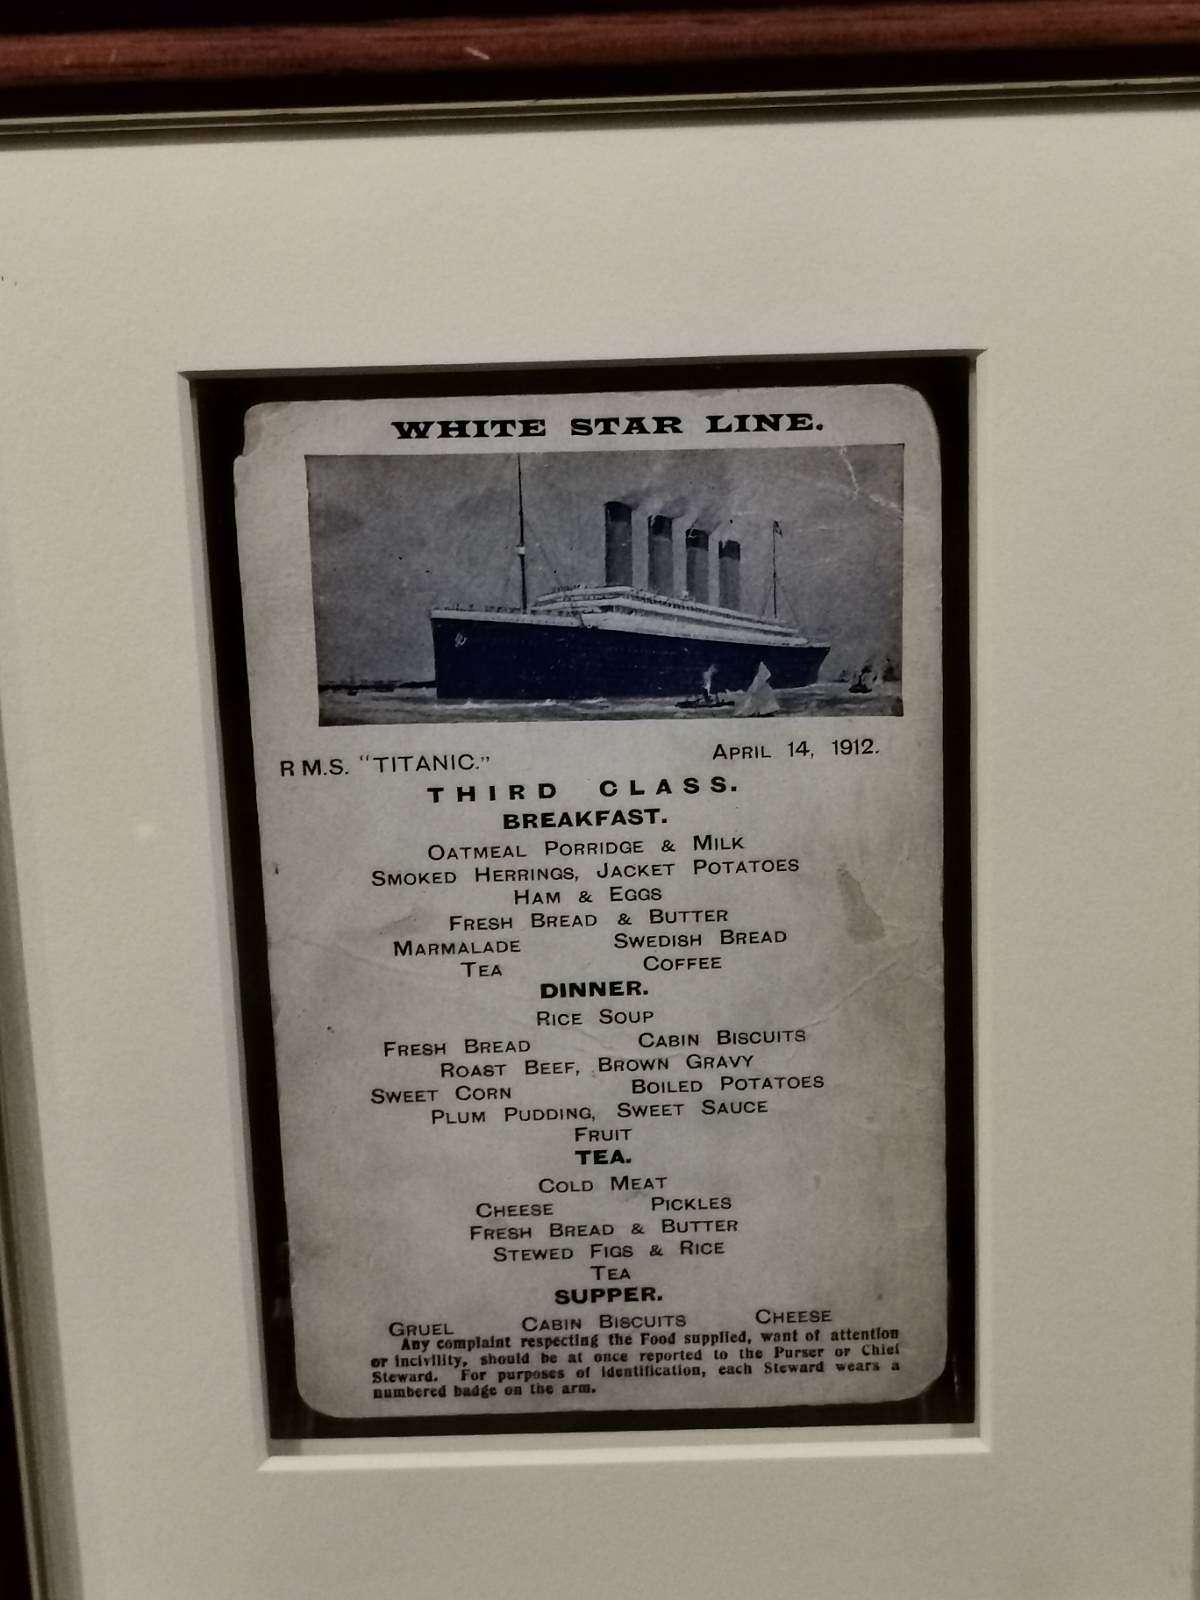 WHITE STAR LINE.
R.M.S. "TITANIC." APRIL 14, 1912.
THIRD CLASS.
BREAKFAST.
OATMEAL PORRIDGE & MILK
SMOKED HERRINGS, JACKET POTATOES
HAM & EGGS
FRESH BREAD & BUTTER
MARMALADE SWEDISH BREAD
TEA COFFEE
DINNER.
RICE SOUP
FRESH BREAD CABIN BISCUITS
ROAST BEEF, BROWN GRAVY
SWEET CORN BOILED POTATOES
PLUM PUDDING, SWEET SAUCE
FRUIT
TEA.
COLD MEAT
CHEESE PICKLES
FRESH BREAD & BUTTER
STEWED FIGS & RICE
TEA
SUPPER.
GRUEL CABIN BISCUITS CHEESE
Any complaint respecting the Food supplied, want of attention
or incivility, should be at once reported to the Purser or Chief
Steward. For purposes of identification, each Steward wears a
numbered badge on the arm.